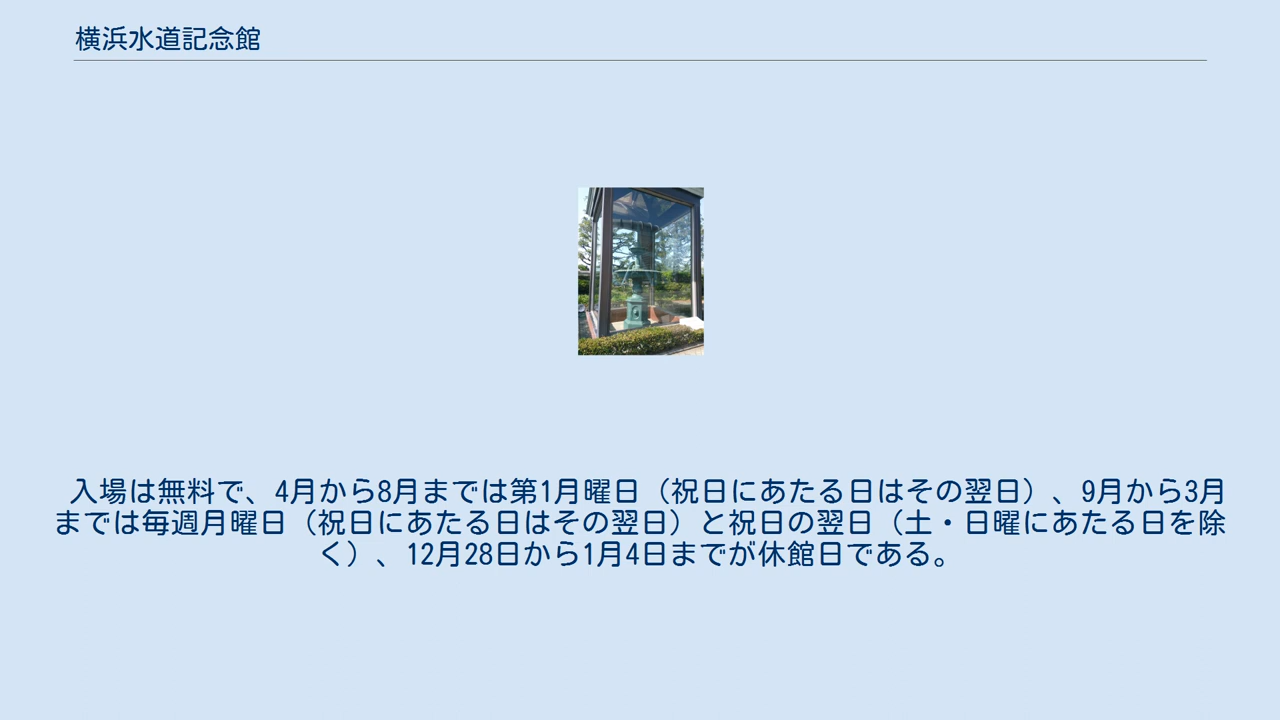 横浜水道記念館
入場は無料で、4月から8月までは第1月曜日（祝日にあたる日はその翌日）、9月から3月
までは毎週月曜日（祝日にあたる日はその翌日）と祝日の翌日（土・日曜にあたる日を除
く）、12月28日から1月4日までが休館日である。